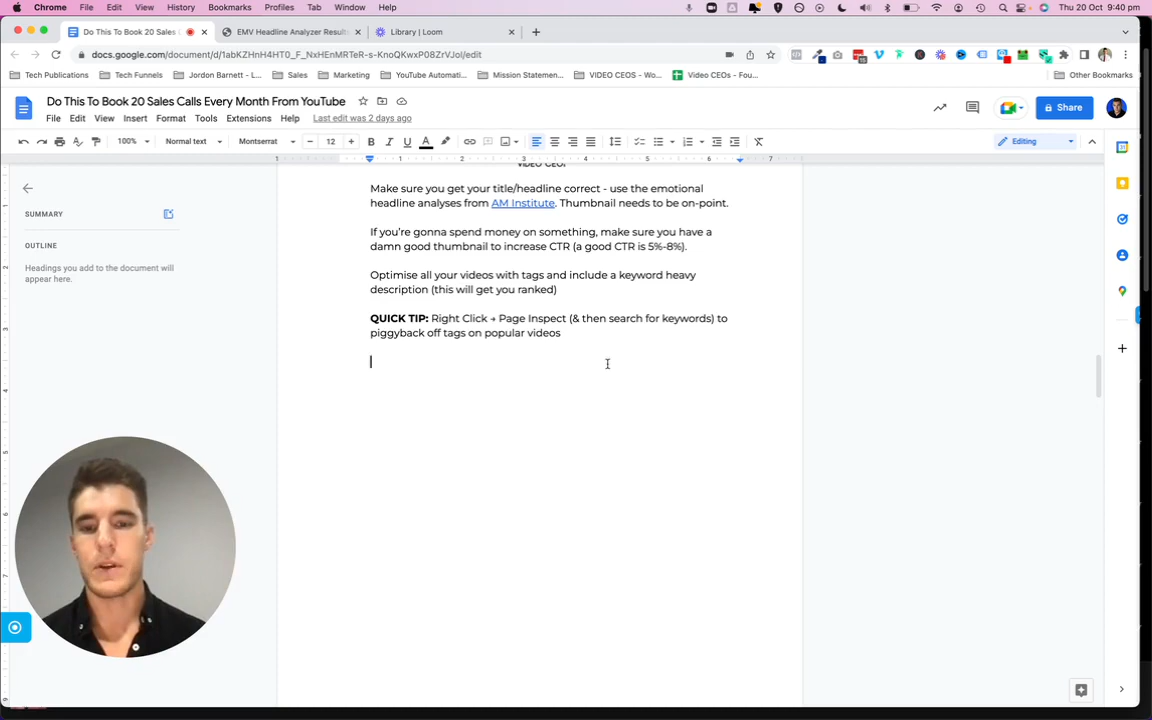 Chrome File Edit View History Bookmarks Profiles Tab Window Help
Thu 20 Oct 9:40 pm
Do This To Book 20 Sales
EMV Headline Analyzer Result
Library | Loom
docs.google.com/document/d/1abKZHnH4HT0_F_NxHEnMRTeR-s-KnoQKwxP08ZrVJoI/edit
Tech Publications
Tech Funnels
Jordon Barnett - L...
Sales
Marketing
YouTube Automati...
Mission Statemen...
VIDEO CEOS - Wo...
Video CEOs - Fou...
Other Bookmarks
Do This To Book 20 Sales Calls Every Month From YouTube
File Edit View Insert Format Tools Extensions Help Last edit was 2 days ago
Share
100% Normal text Montserrat 12
Editing
VIDEO CEO
SUMMARY
OUTLINE
Headings you add to the document will
appear here.
Make sure you get your title/headline correct - use the emotional
headline analyses from AM Institute. Thumbnail needs to be on-point.
If you're gonna spend money on something, make sure you have a
damn good thumbnail to increase CTR (a good CTR is 5%-8%).
Optimise all your videos with tags and include a keyword heavy
description (this will get you ranked)
QUICK TIP: Right Click → Page Inspect (& then search for keywords) to
piggyback off tags on popular videos